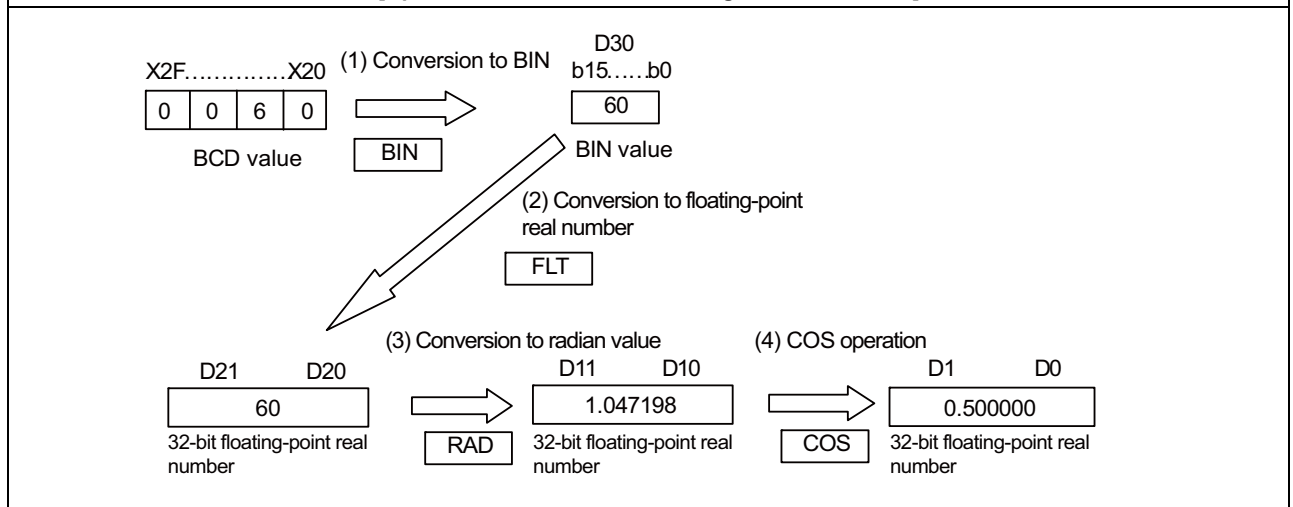 D30
X2F...............X20 (1) Conversion to BIN b15......b0
0 0 6 0 60
BCD value BIN BIN value
(2) Conversion to floating-point
real number
FLT
(3) Conversion to radian value (4) COS operation
D21 D20 D11 D10 D1 D0
60 1.047198 0.500000
32-bit floating-point real RAD 32-bit floating-point real COS 32-bit floating-point real
number number number